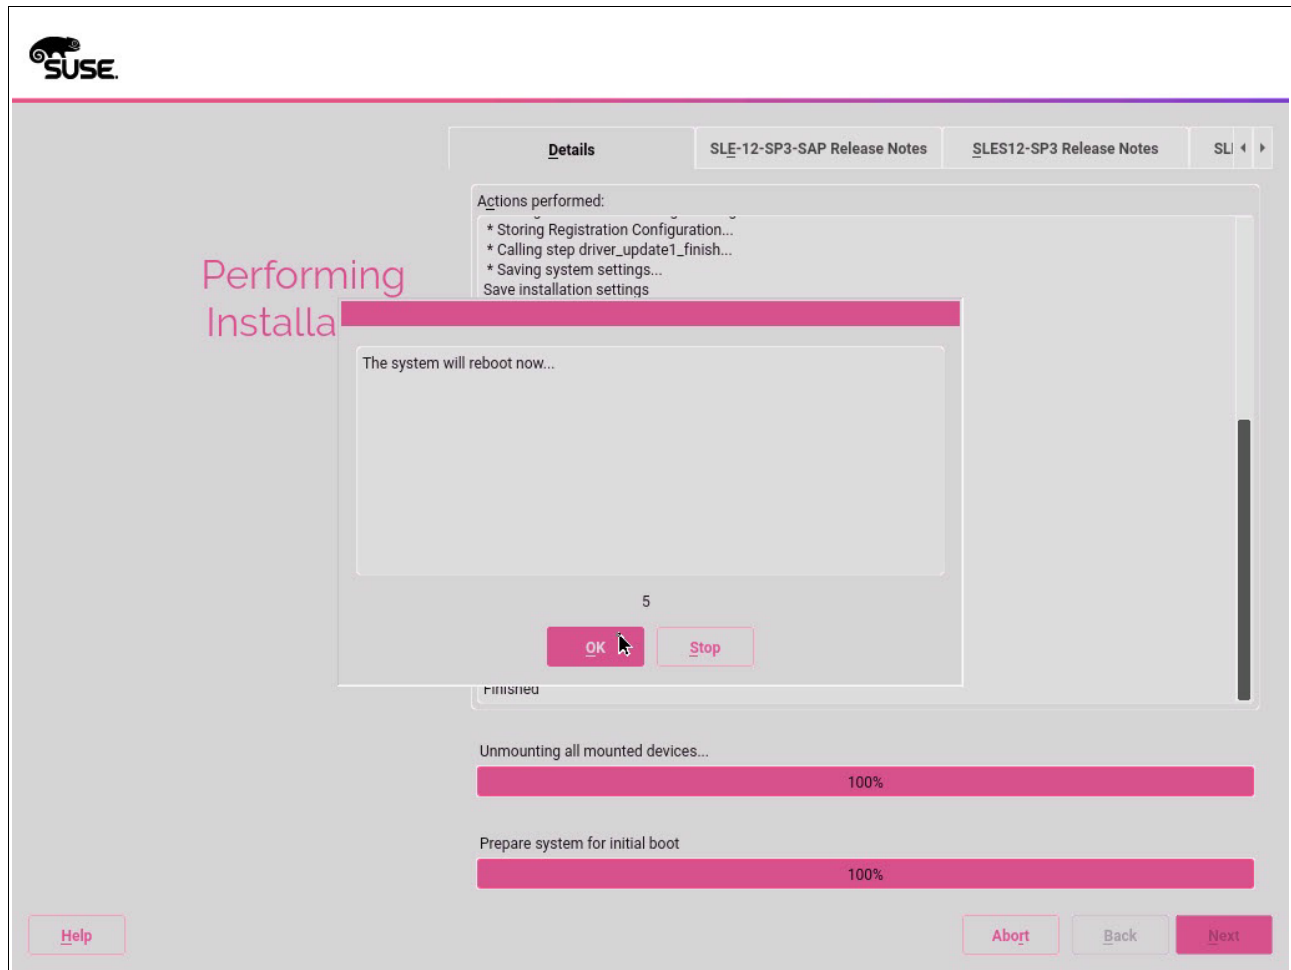 SUSE.
Details
SLE-12-SP3-SAP Release Notes
SLES12-SP3 Release Notes
Actions performed:
* Storing Registration Configuration...
* Calling step driver_update1_finish...
* Saving system settings...
Save installation settings
Performing
Installa
The system will reboot now...
5
OK
Stop
Finished
Unmounting all mounted devices...
100%
Prepare system for initial boot
100%
Help
Abort
Back
Next